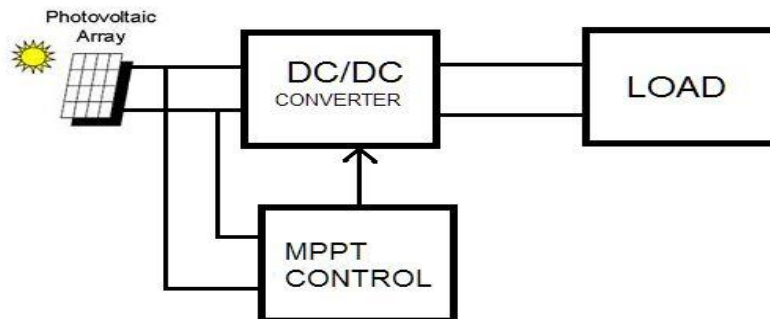 Photovoltaic
Array
DC/DC
CONVERTER
LOAD
MPPT
CONTROL